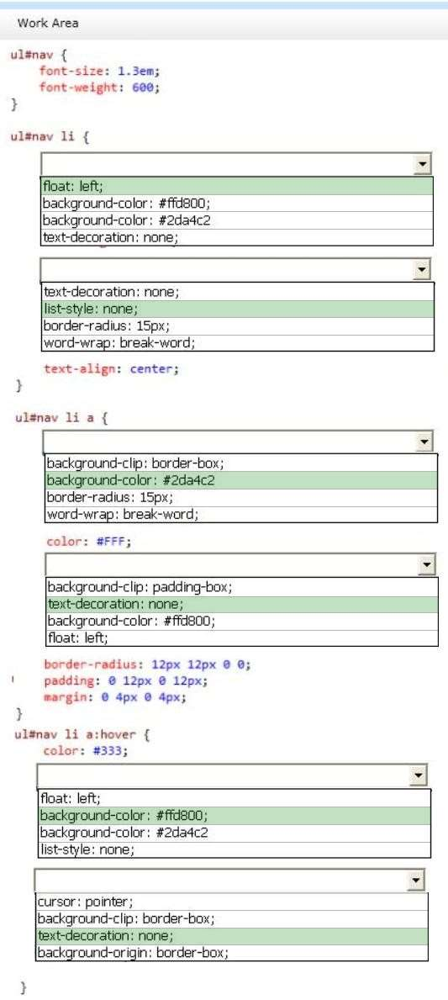 Work Area
ul#nav {
font-size: 1.3em;
font-weight: 600;
}
ul#nav li {
float: left;
background-color: #ffd800;
background-color: #2da4c2
text-decoration: none;
text-decoration: none;
list-style: none;
border-radius: 15px;
word-wrap: break-word;
text-align: center;
}
ul#nav li a {
background-clip: border-box;
background-color: #2da4c2
border-radius: 15px;
word-wrap: break-word;
color: #FFF;
background-clip: padding-box;
text-decoration: none;
background-color: #ffd800;
float: left;
border-radius: 12px 12px 0 0;
padding: 0 12px 0 12px;
margin: 0 4px 0 4px;
}
ul#nav li a:hover {
color: #333;
float: left;
background-color: #ffd800;
background-color: #2da4c2
list-style: none;
cursor: pointer;
background-clip: border-box;
text-decoration: none;
background-origin: border-box;
}